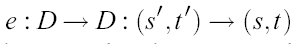 e : D → D : (s′, t′) → (s, t)